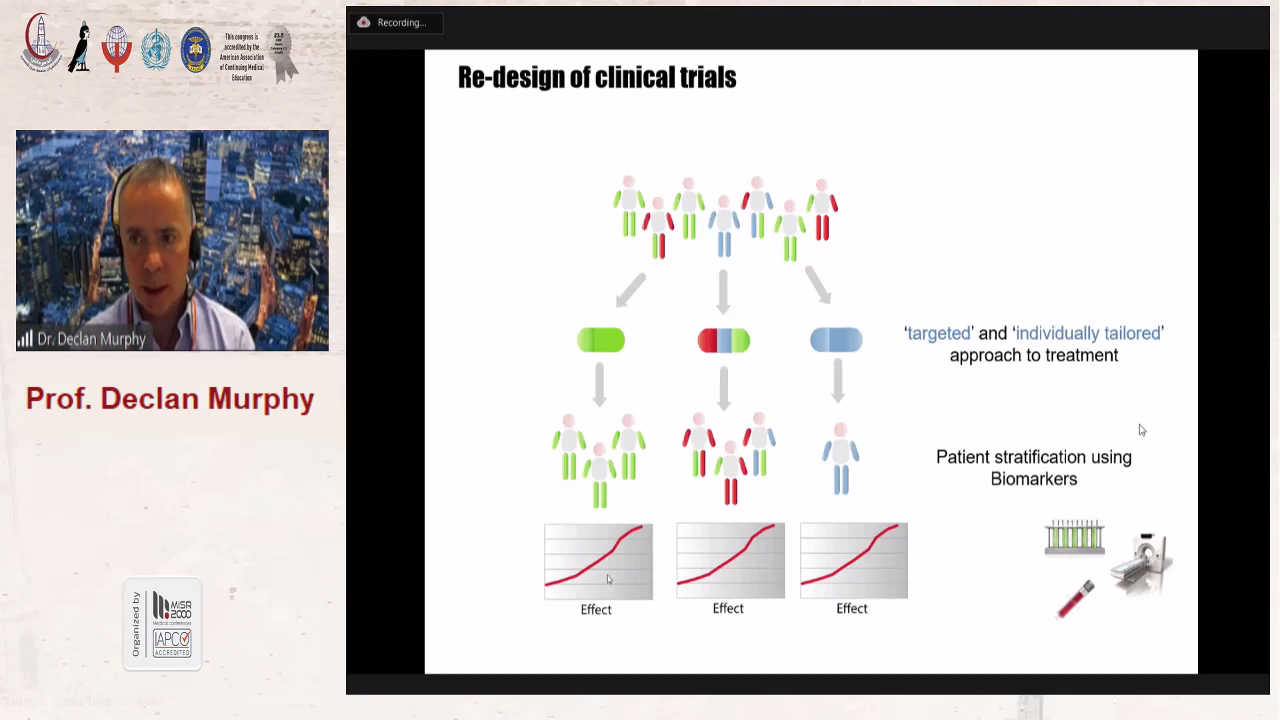 This congress is
accredited by the
American Association
of Continuing Medical
Education
23.5
Recording...
Re-design of clinical trials
Dr. Declan Murphy
Prof. Declan Murphy
‘targeted’ and ‘individually tailored’
approach to treatment
Patient stratification using
Biomarkers
Effect
Effect
Effect
Organized by
MISR
2000
Medical conferences
IAPCO
ACCREDITED